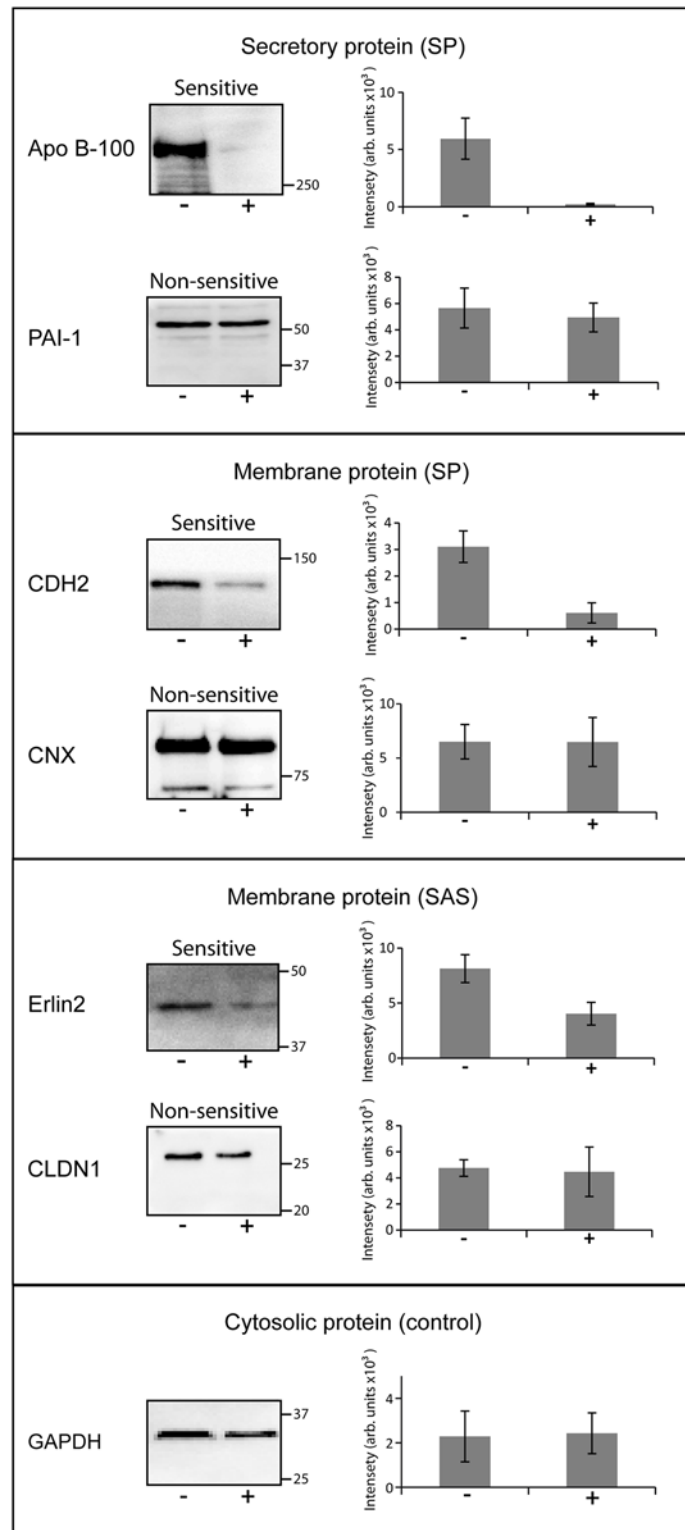 Secretory protein (SP)
Sensitive
Apo B-100
250
- +
Intensety (arb. units x10³ )
10
5
0
- +
Non-sensitive
PAI-1
50
37
- +
Intensety (arb. units x10³ )
8
6
4
2
0
- +
Membrane protein (SP)
Sensitive
CDH2
150
- +
Intensety (arb. units x10³ )
4
3
2
1
0
- +
Non-sensitive
CNX
75
- +
Intensety (arb. units x10³ )
10
5
0
- +
Membrane protein (SAS)
Sensitive
Erlin2
50
37
- +
Intensety (arb. units x10³ )
10
5
0
- +
Non-sensitive
CLDN1
25
20
- +
Intensety (arb. units x10³ )
8
6
4
2
0
- +
Cytosolic protein (control)
GAPDH
37
25
- +
Intensety (arb. units x10³ )
4
2
0
- +